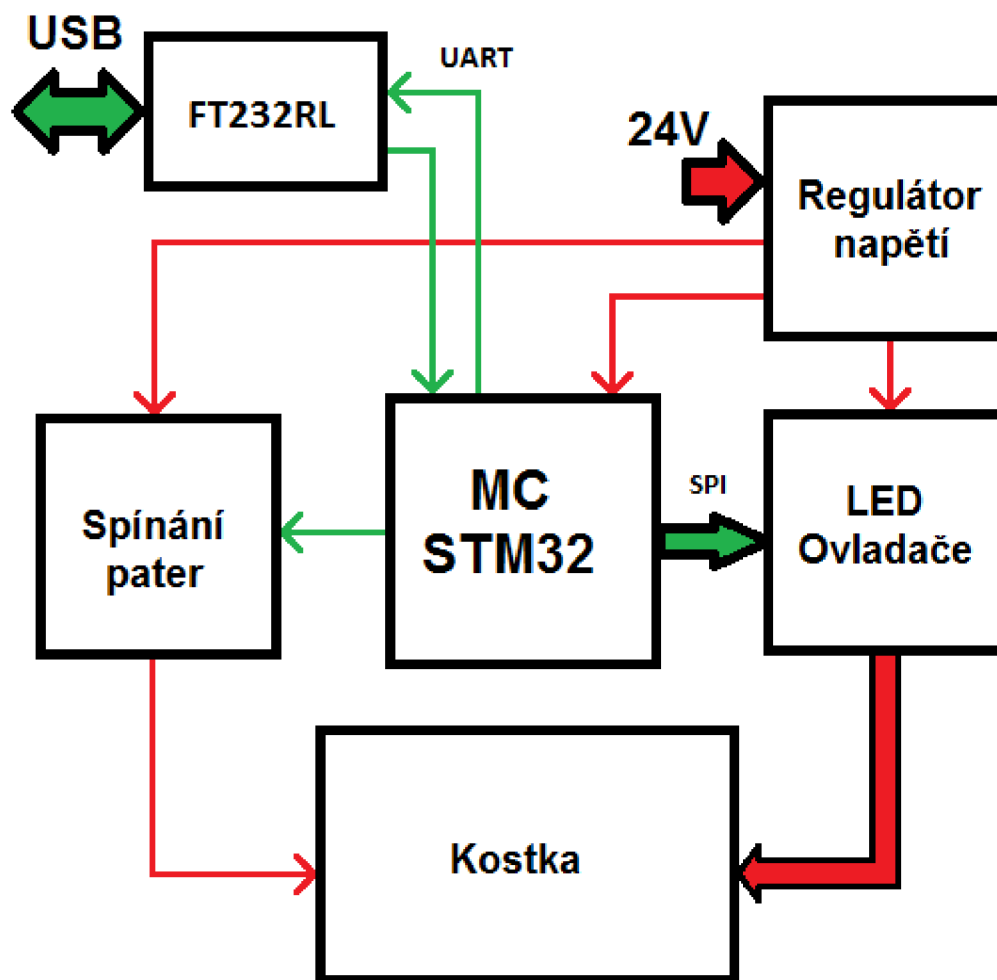 USB
UART
FT232RL
24V
Regulátor
napětí
Spínání
pater
MC
STM32
SPI
LED
Ovladače
Kostka